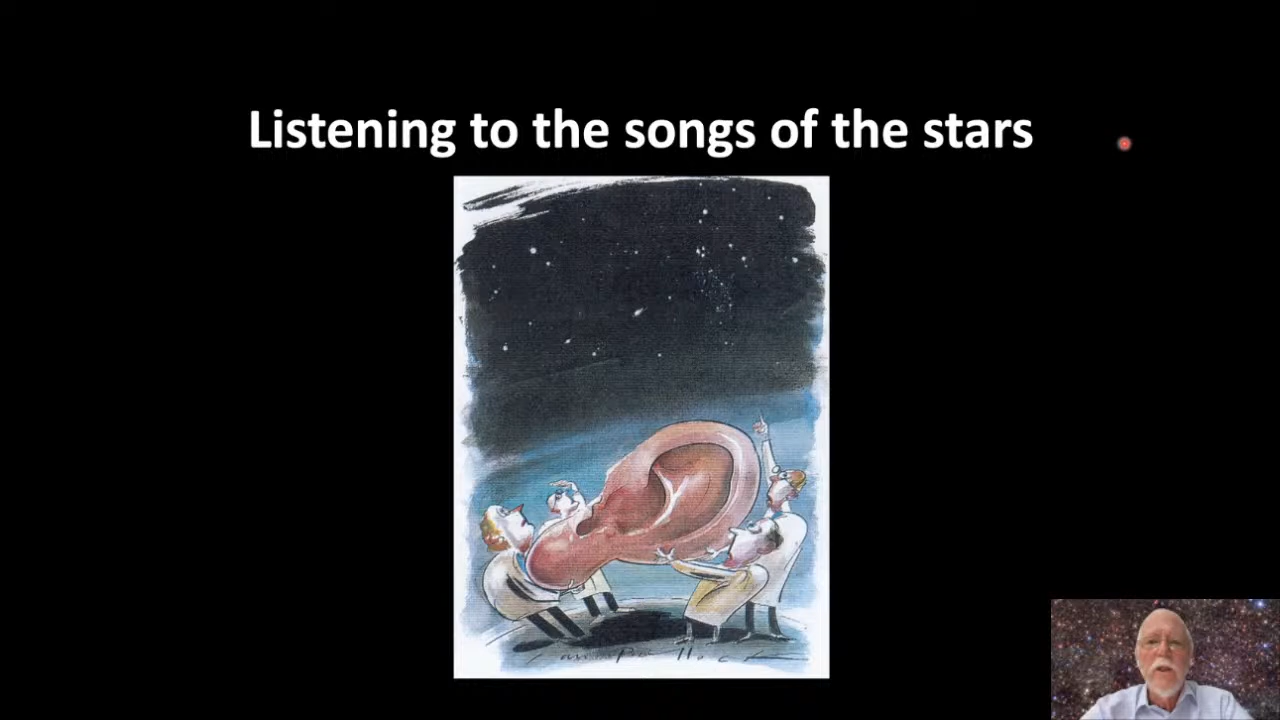 Listening to the songs of the stars